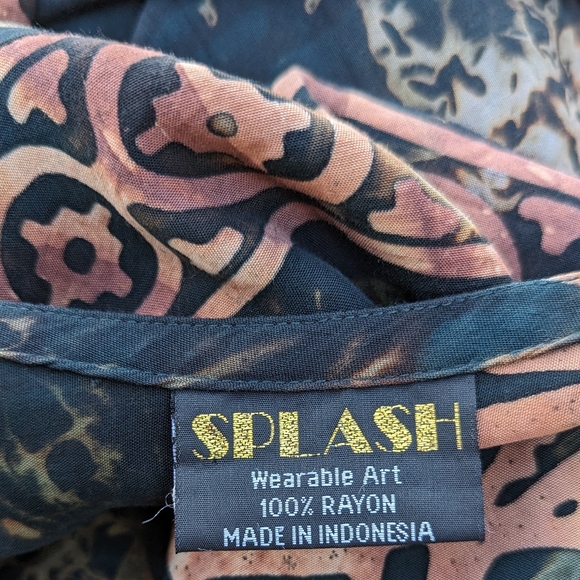 SPLASH
Wearable Art
100% RAYON
MADE IN INDONESIA